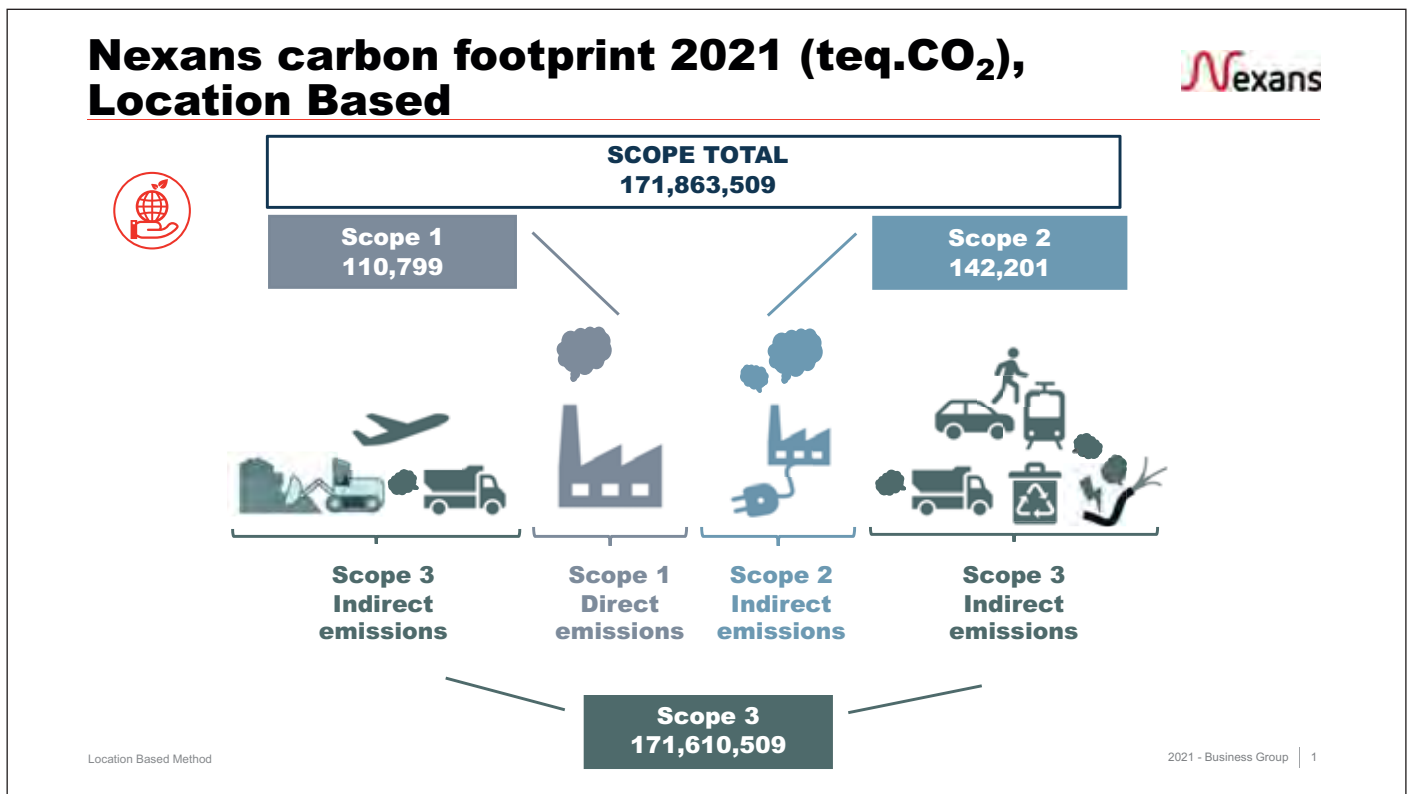 Nexans carbon footprint 2021 (teq.CO₂),
Location Based
Nexans
SCOPE TOTAL
171,863,509
Scope 1
110,799
Scope 2
142,201
Scope 3
Indirect
emissions
Scope 1
Direct
emissions
Scope 2
Indirect
emissions
Scope 3
Indirect
emissions
Scope 3
171,610,509
Location Based Method
2021 - Business Group 1